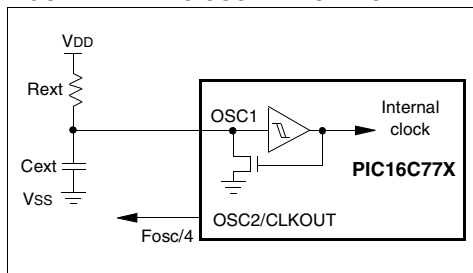 VDD
Rext
OSC1
Internal
clock
Cext
PIC16C77X
VSS
OSC2/CLKOUT
Fosc/4